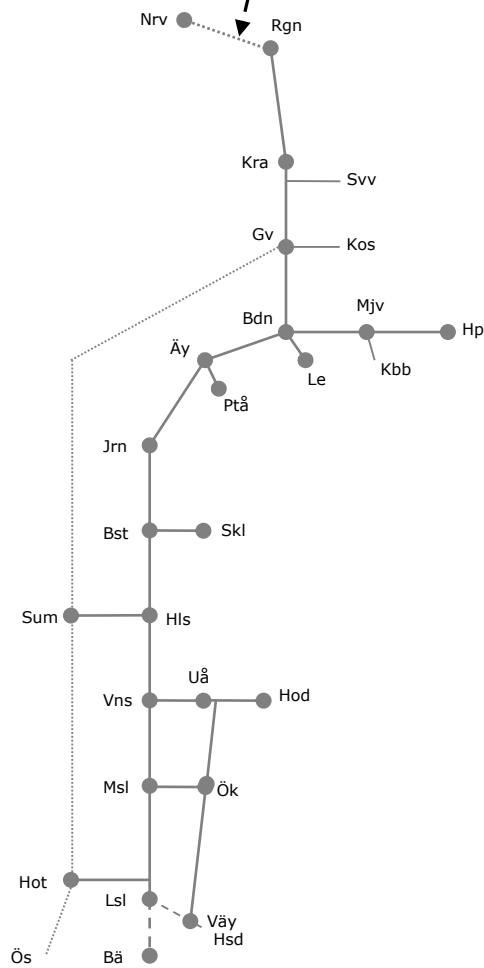 Nrv
Rgn
Kra
Svv
Gv
Kos
Bdn
Mjv
Hp
Äy
Le
Kbb
Ptå
Jrn
Bst
Skl
Sum
Hls
Uå
Vns
Hod
Msl
Ök
Hot
Lsl
Väy
Hsd
Ös
Bä